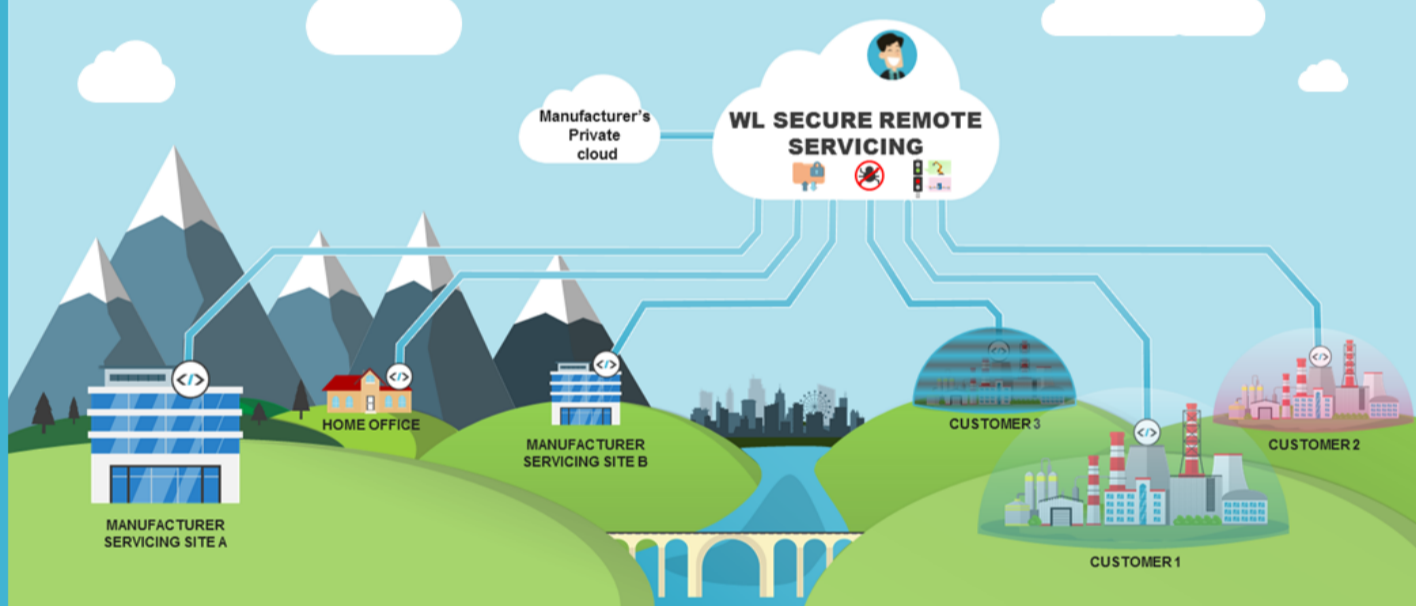 Manufacturer's
Private
cloud
WL SECURE REMOTE
SERVICING
</>
HOME OFFICE
</>
MANUFACTURER
SERVICING SITE B
</>
CUSTOMER 3
</>
CUSTOMER 2
</>
MANUFACTURER
SERVICING SITE A
</>
CUSTOMER 1